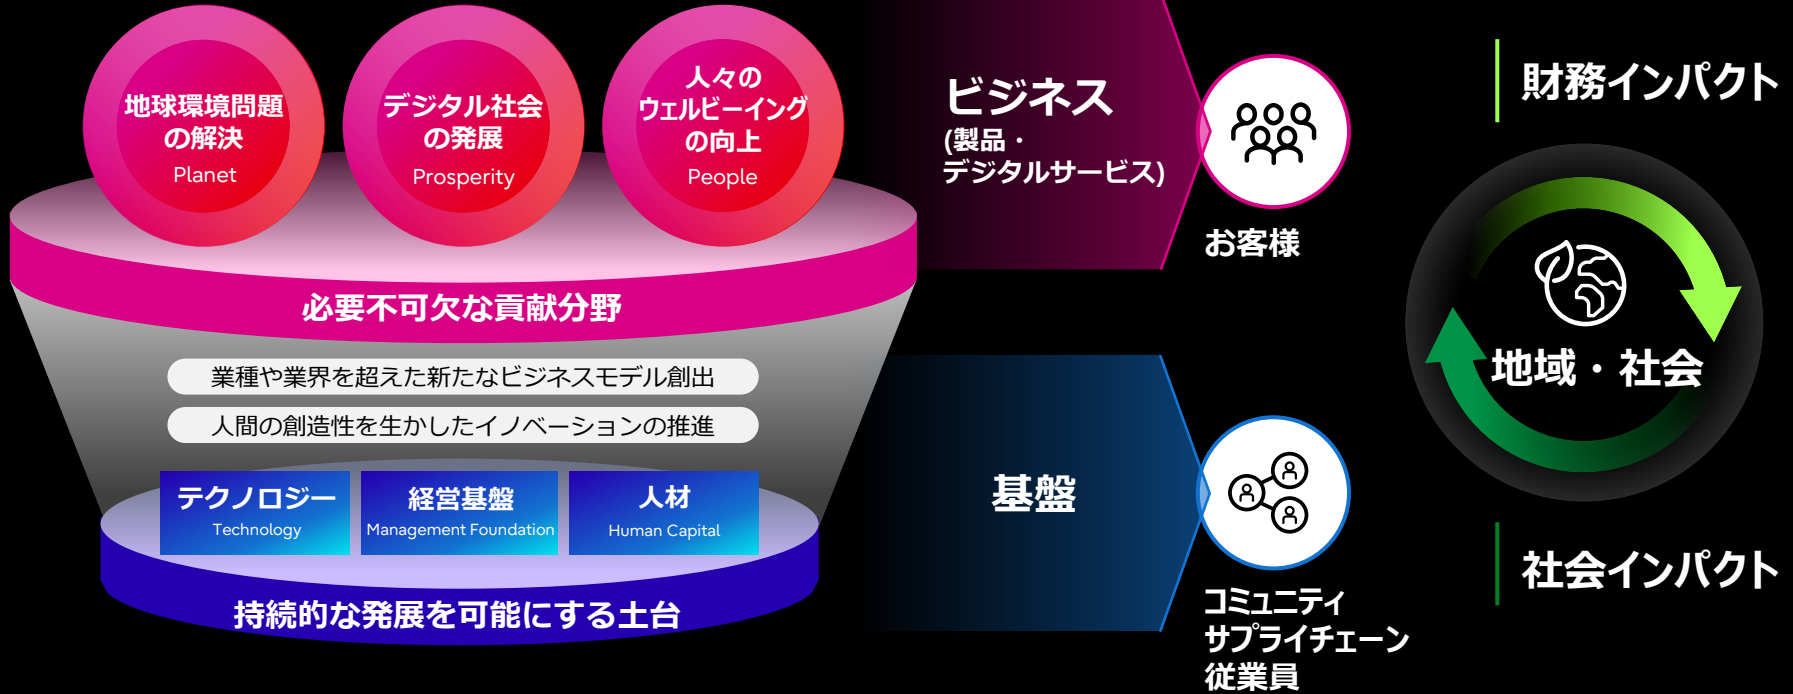 地球環境問題
の解決
Planet
デジタル社会
の発展
Prosperity
人々の
ウェルビーイング
の向上
People
必要不可欠な貢献分野
業種や業界を超えた新たなビジネスモデル創出
人間の創造性を生かしたイノベーションの推進
テクノロジー
Technology
経営基盤
Management Foundation
人材
Human Capital
持続的な発展を可能にする土台
ビジネス
(製品・
デジタルサービス)
お客様
基盤
コミュニティ
サプライチェーン
従業員
財務インパクト
地域・社会
社会インパクト